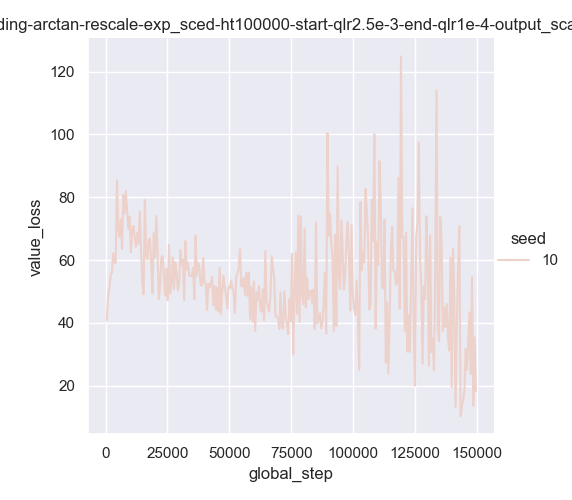 ding-arctan-rescale-exp_sced-ht100000-start-qlr2.5e-3-end-qlr1e-4-output_sca
120
100
80
60
40
20
value_loss
0 25000 50000 75000 100000 125000 150000
global_step
seed
10